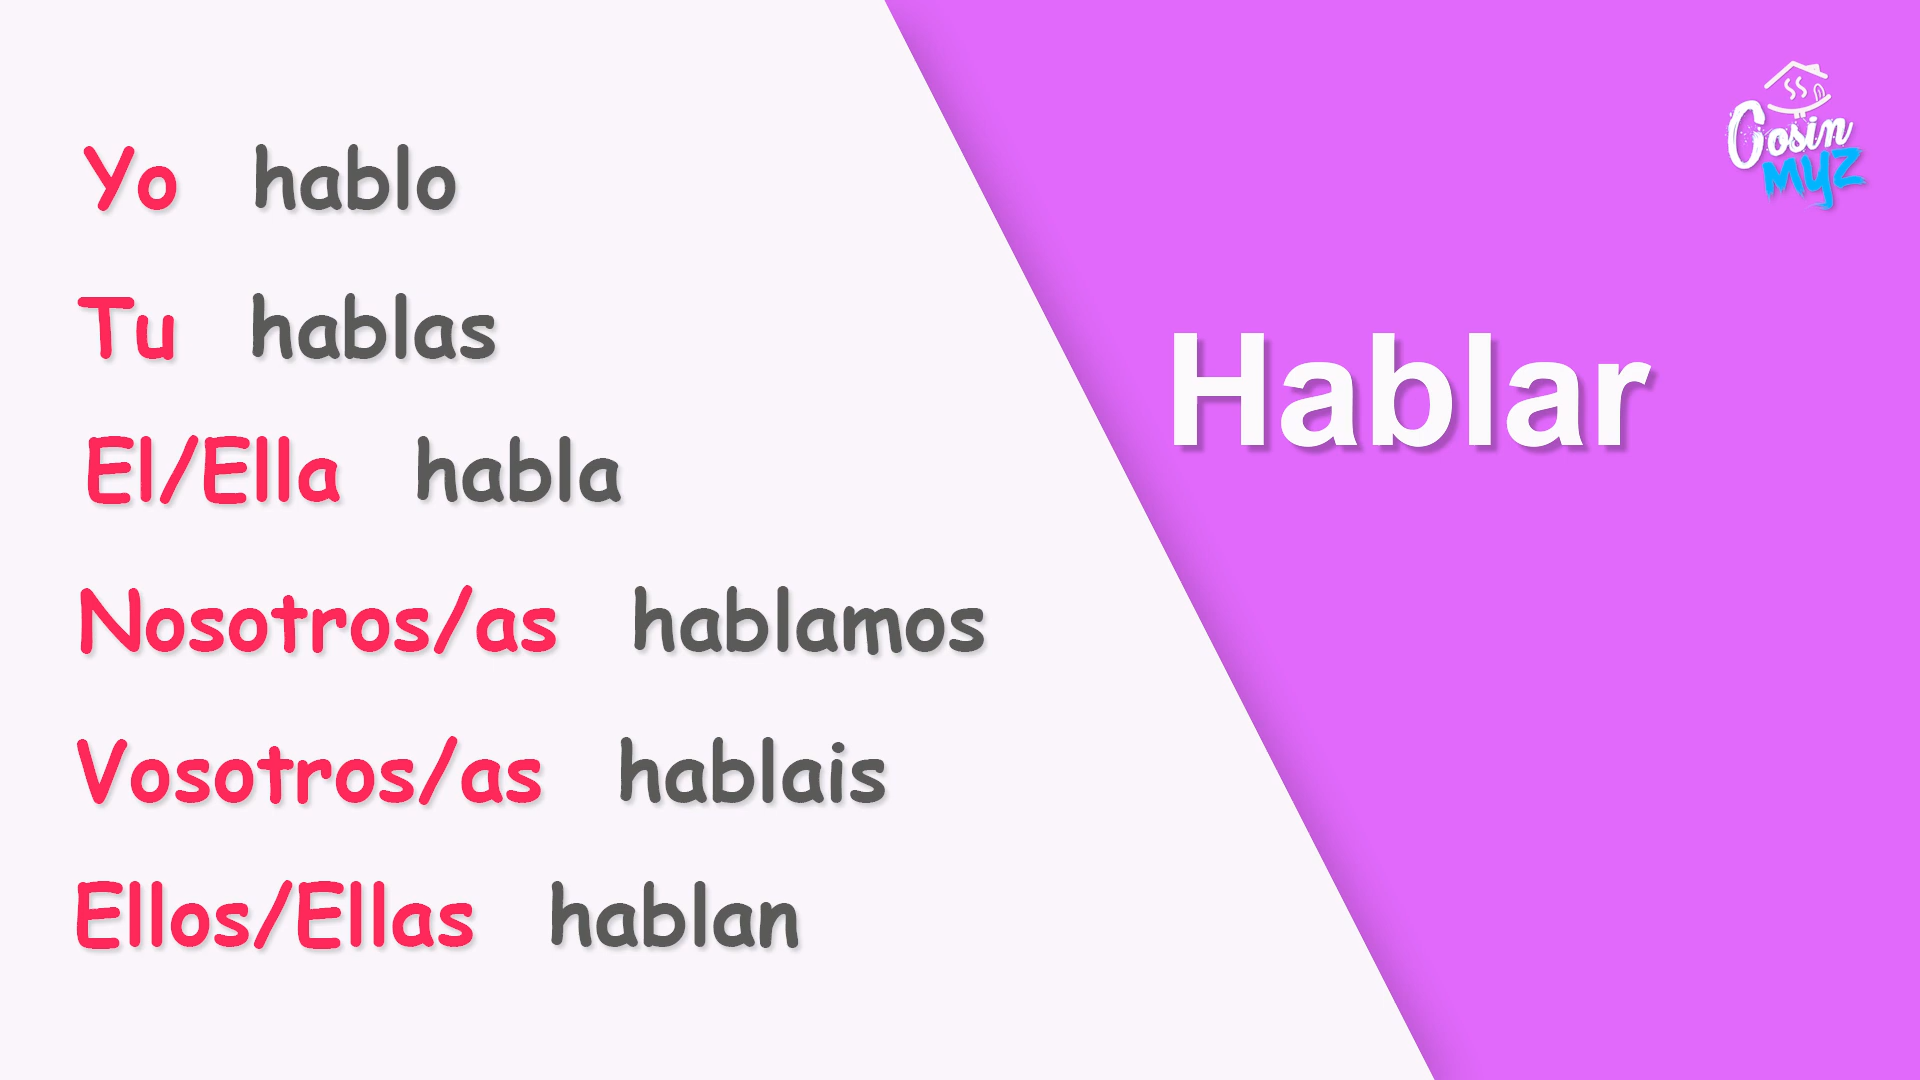 Yo hablo
Tu hablas
El/Ella habla
Nosotros/as hablamos
Vosotros/as hablais
Ellos/Ellas hablan
Hablar
Cosin
MYZ